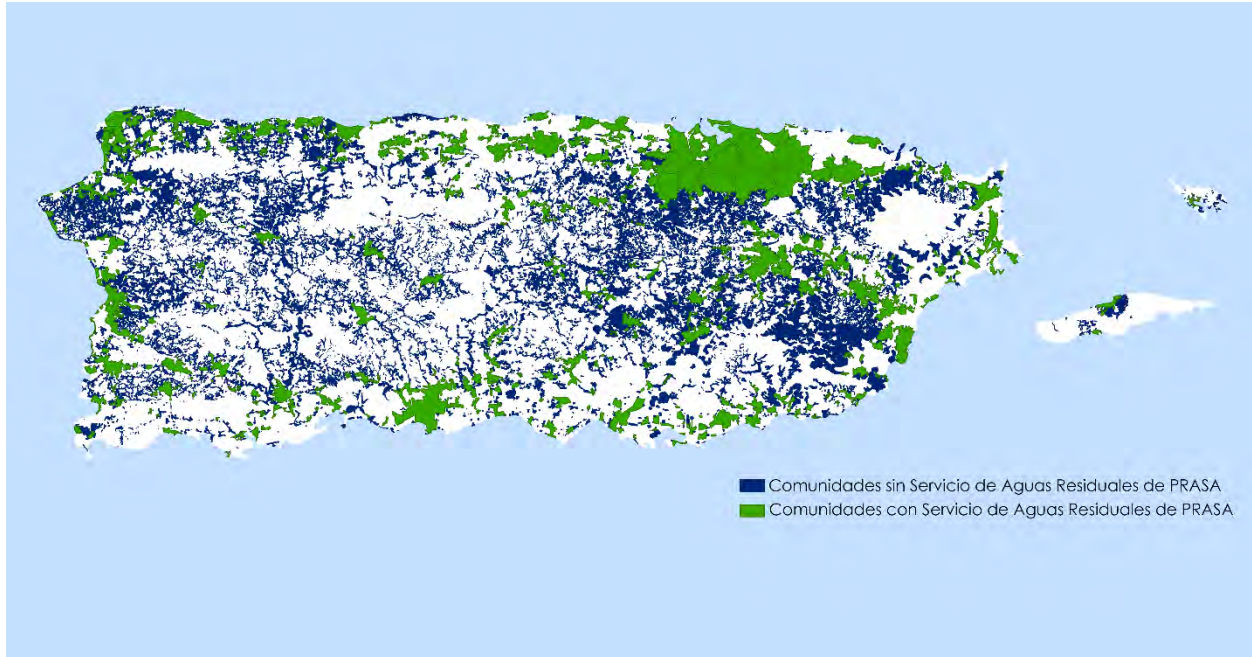 Comunidades sin Servicio de Aguas Residuales de PRASA
Comunidades con Servicio de Aguas Residuales de PRASA